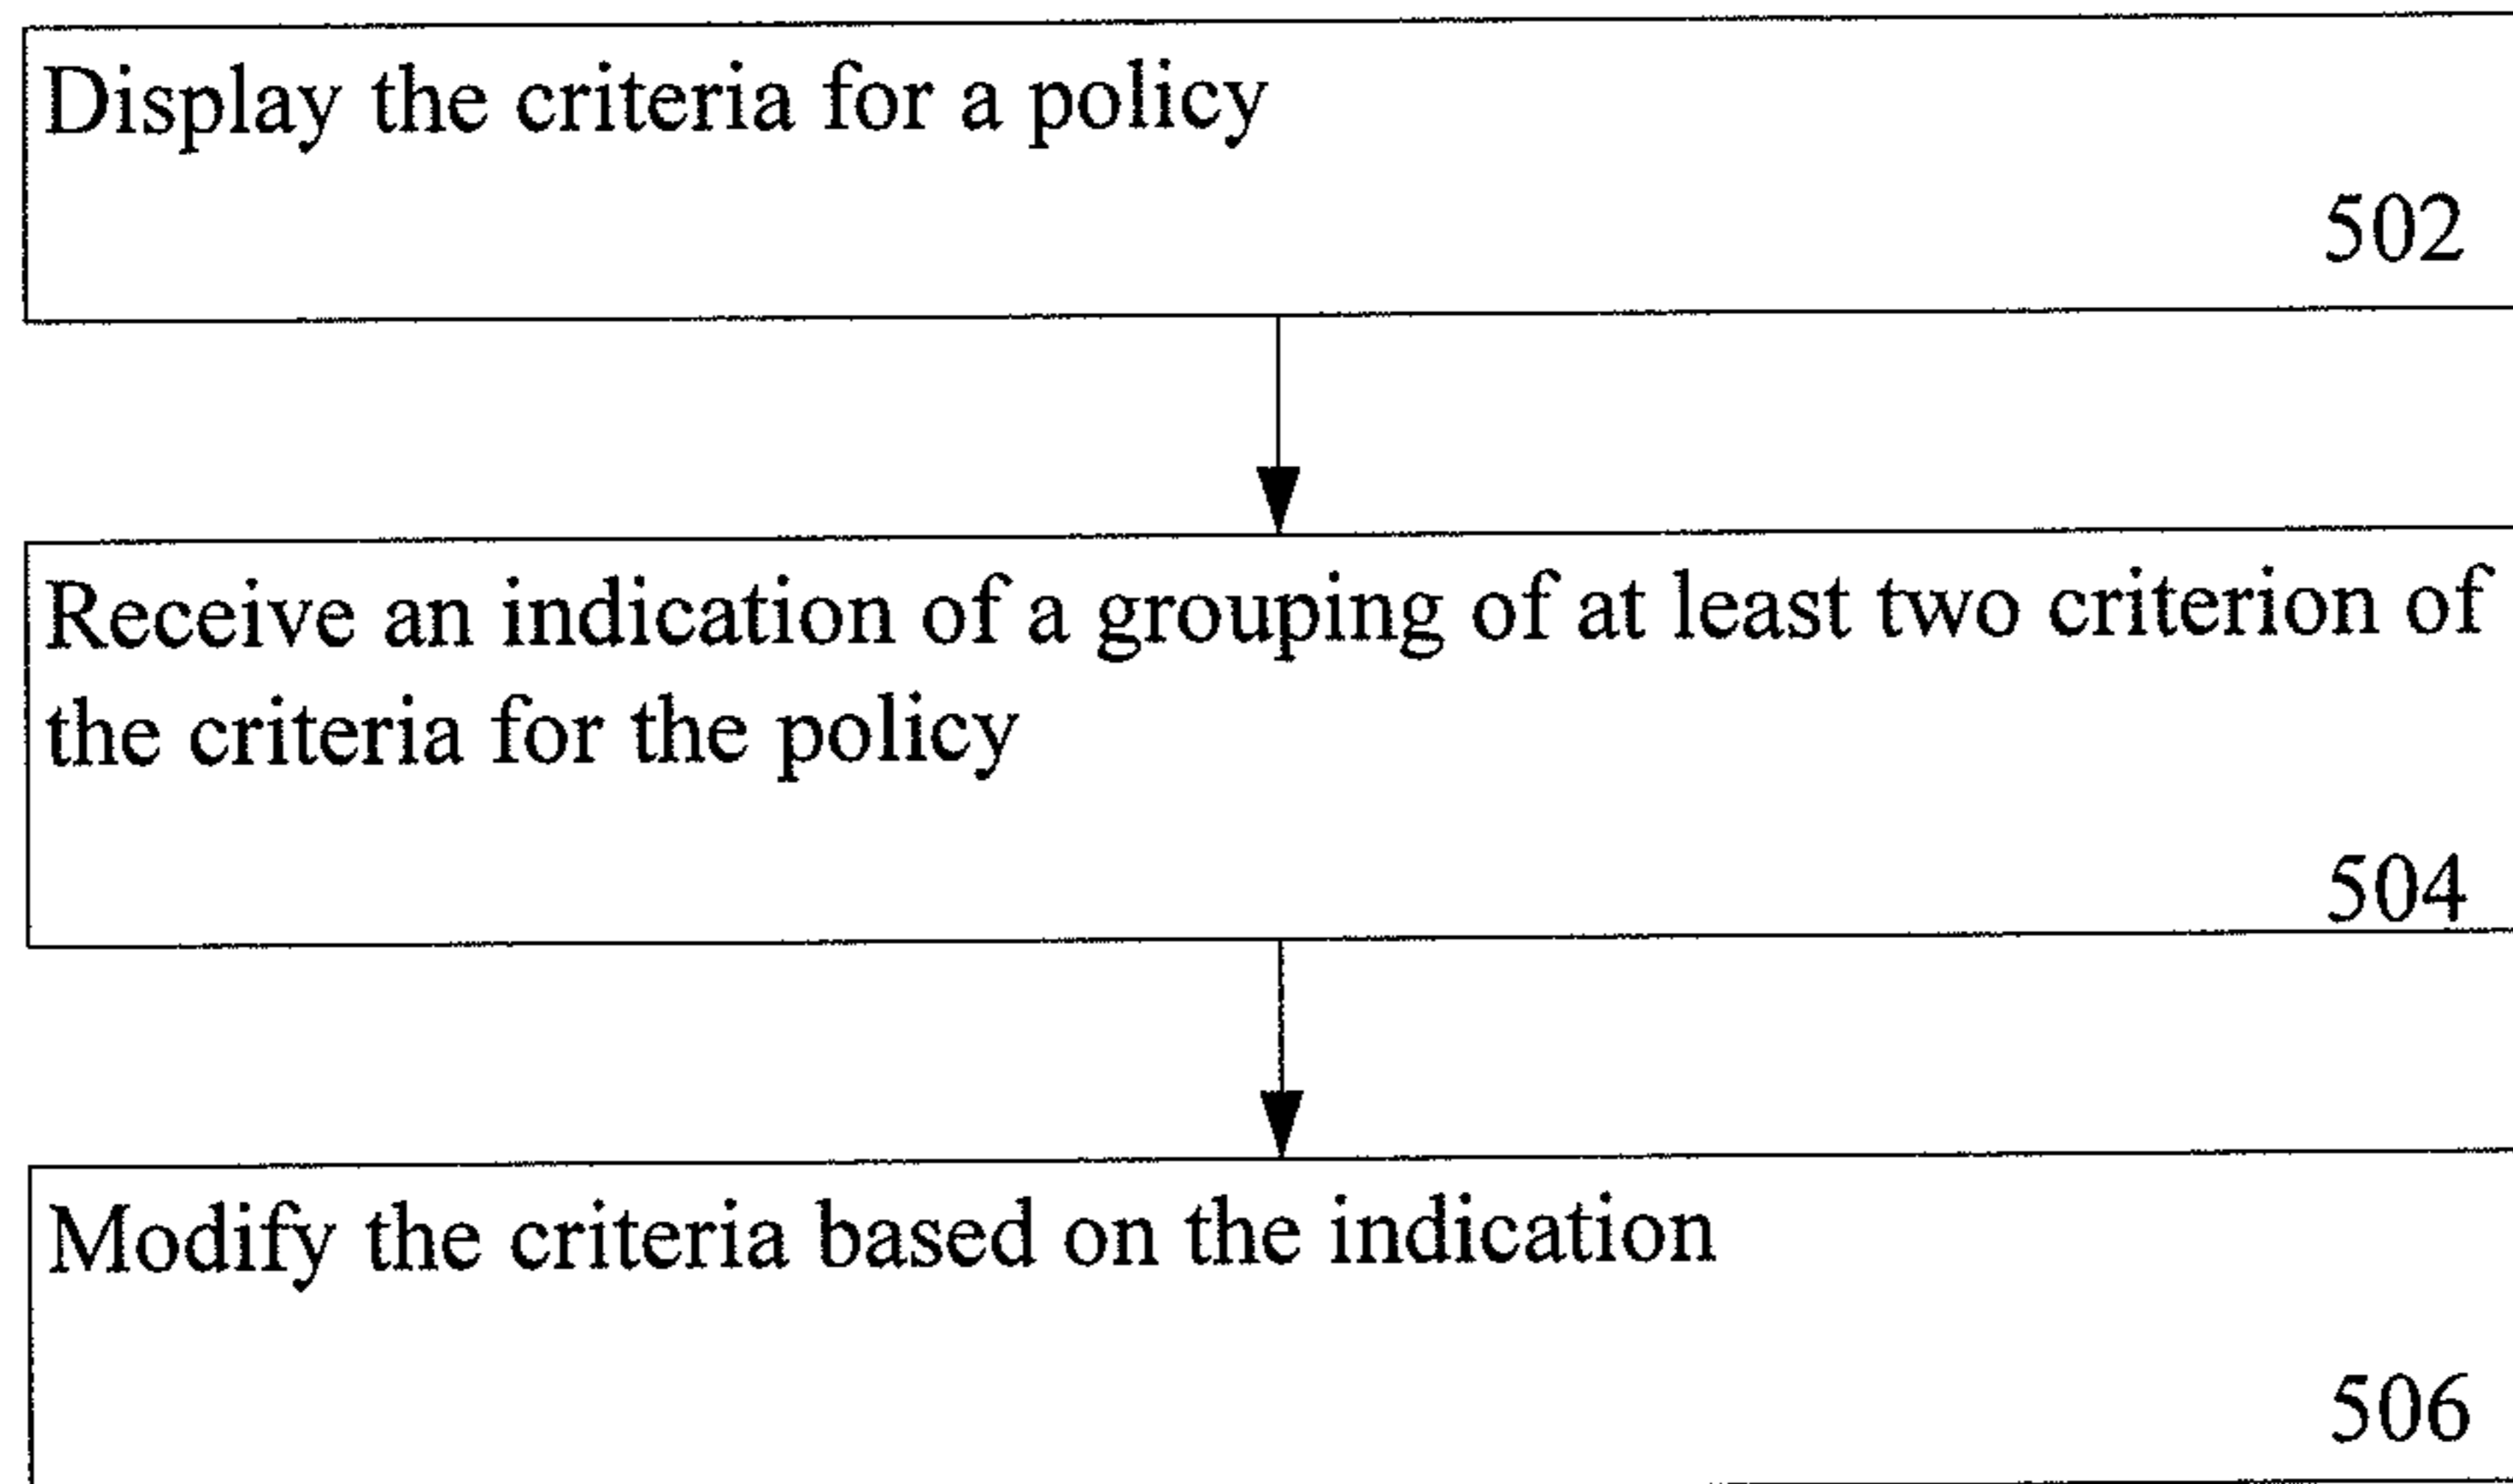 Display the criteria for a policy
502
Receive an indication of a grouping of at least two criterion of
the criteria for the policy
504
Modify the criteria based on the indication
506